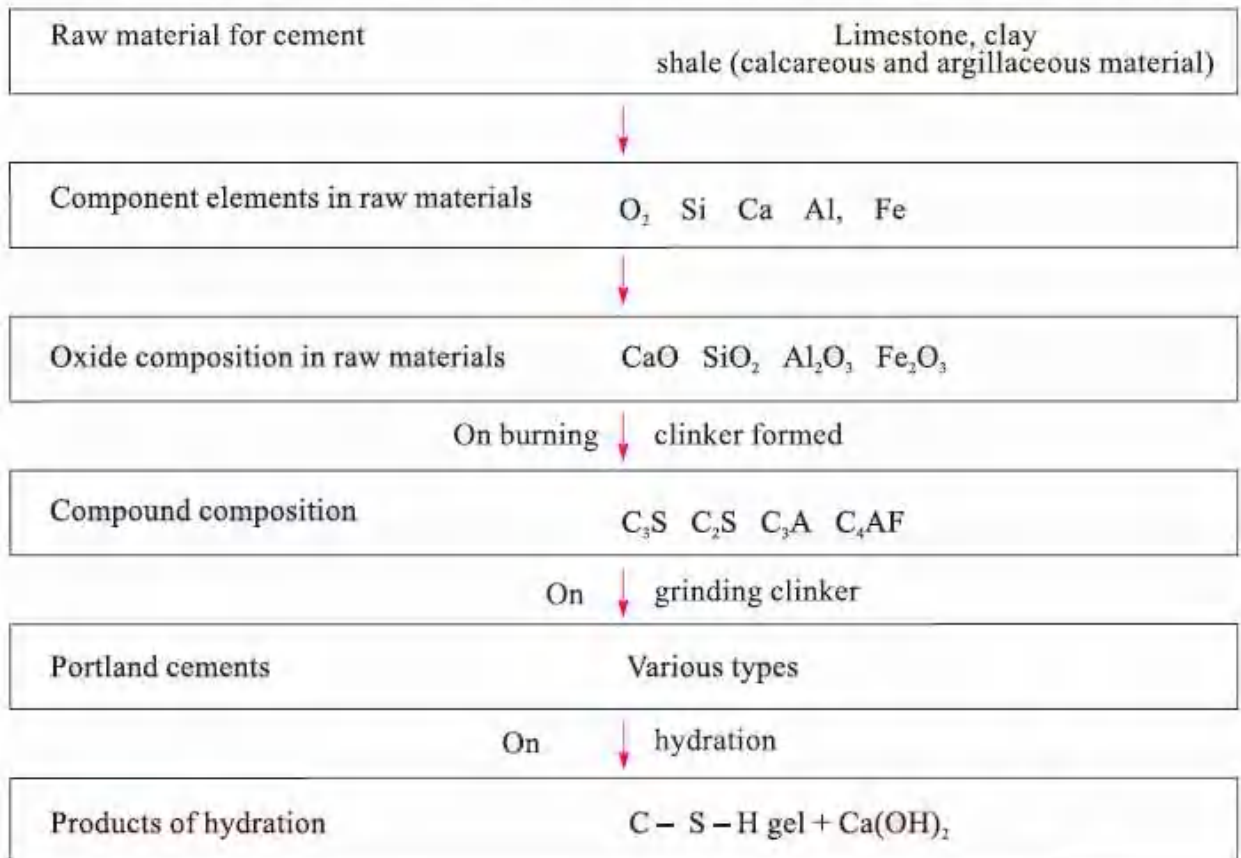 Raw material for cement Limestone, clay
shale (calcareous and argillaceous material)
Component elements in raw materials O₂ Si Ca Al, Fe
Oxide composition in raw materials CaO SiO₂ Al₂O₃ Fe₂O₃
On burning clinker formed
Compound composition C₃S C₂S C₃A C₄AF
On grinding clinker
Portland cements Various types
On hydration
Products of hydration C – S – H gel + Ca(OH)₂